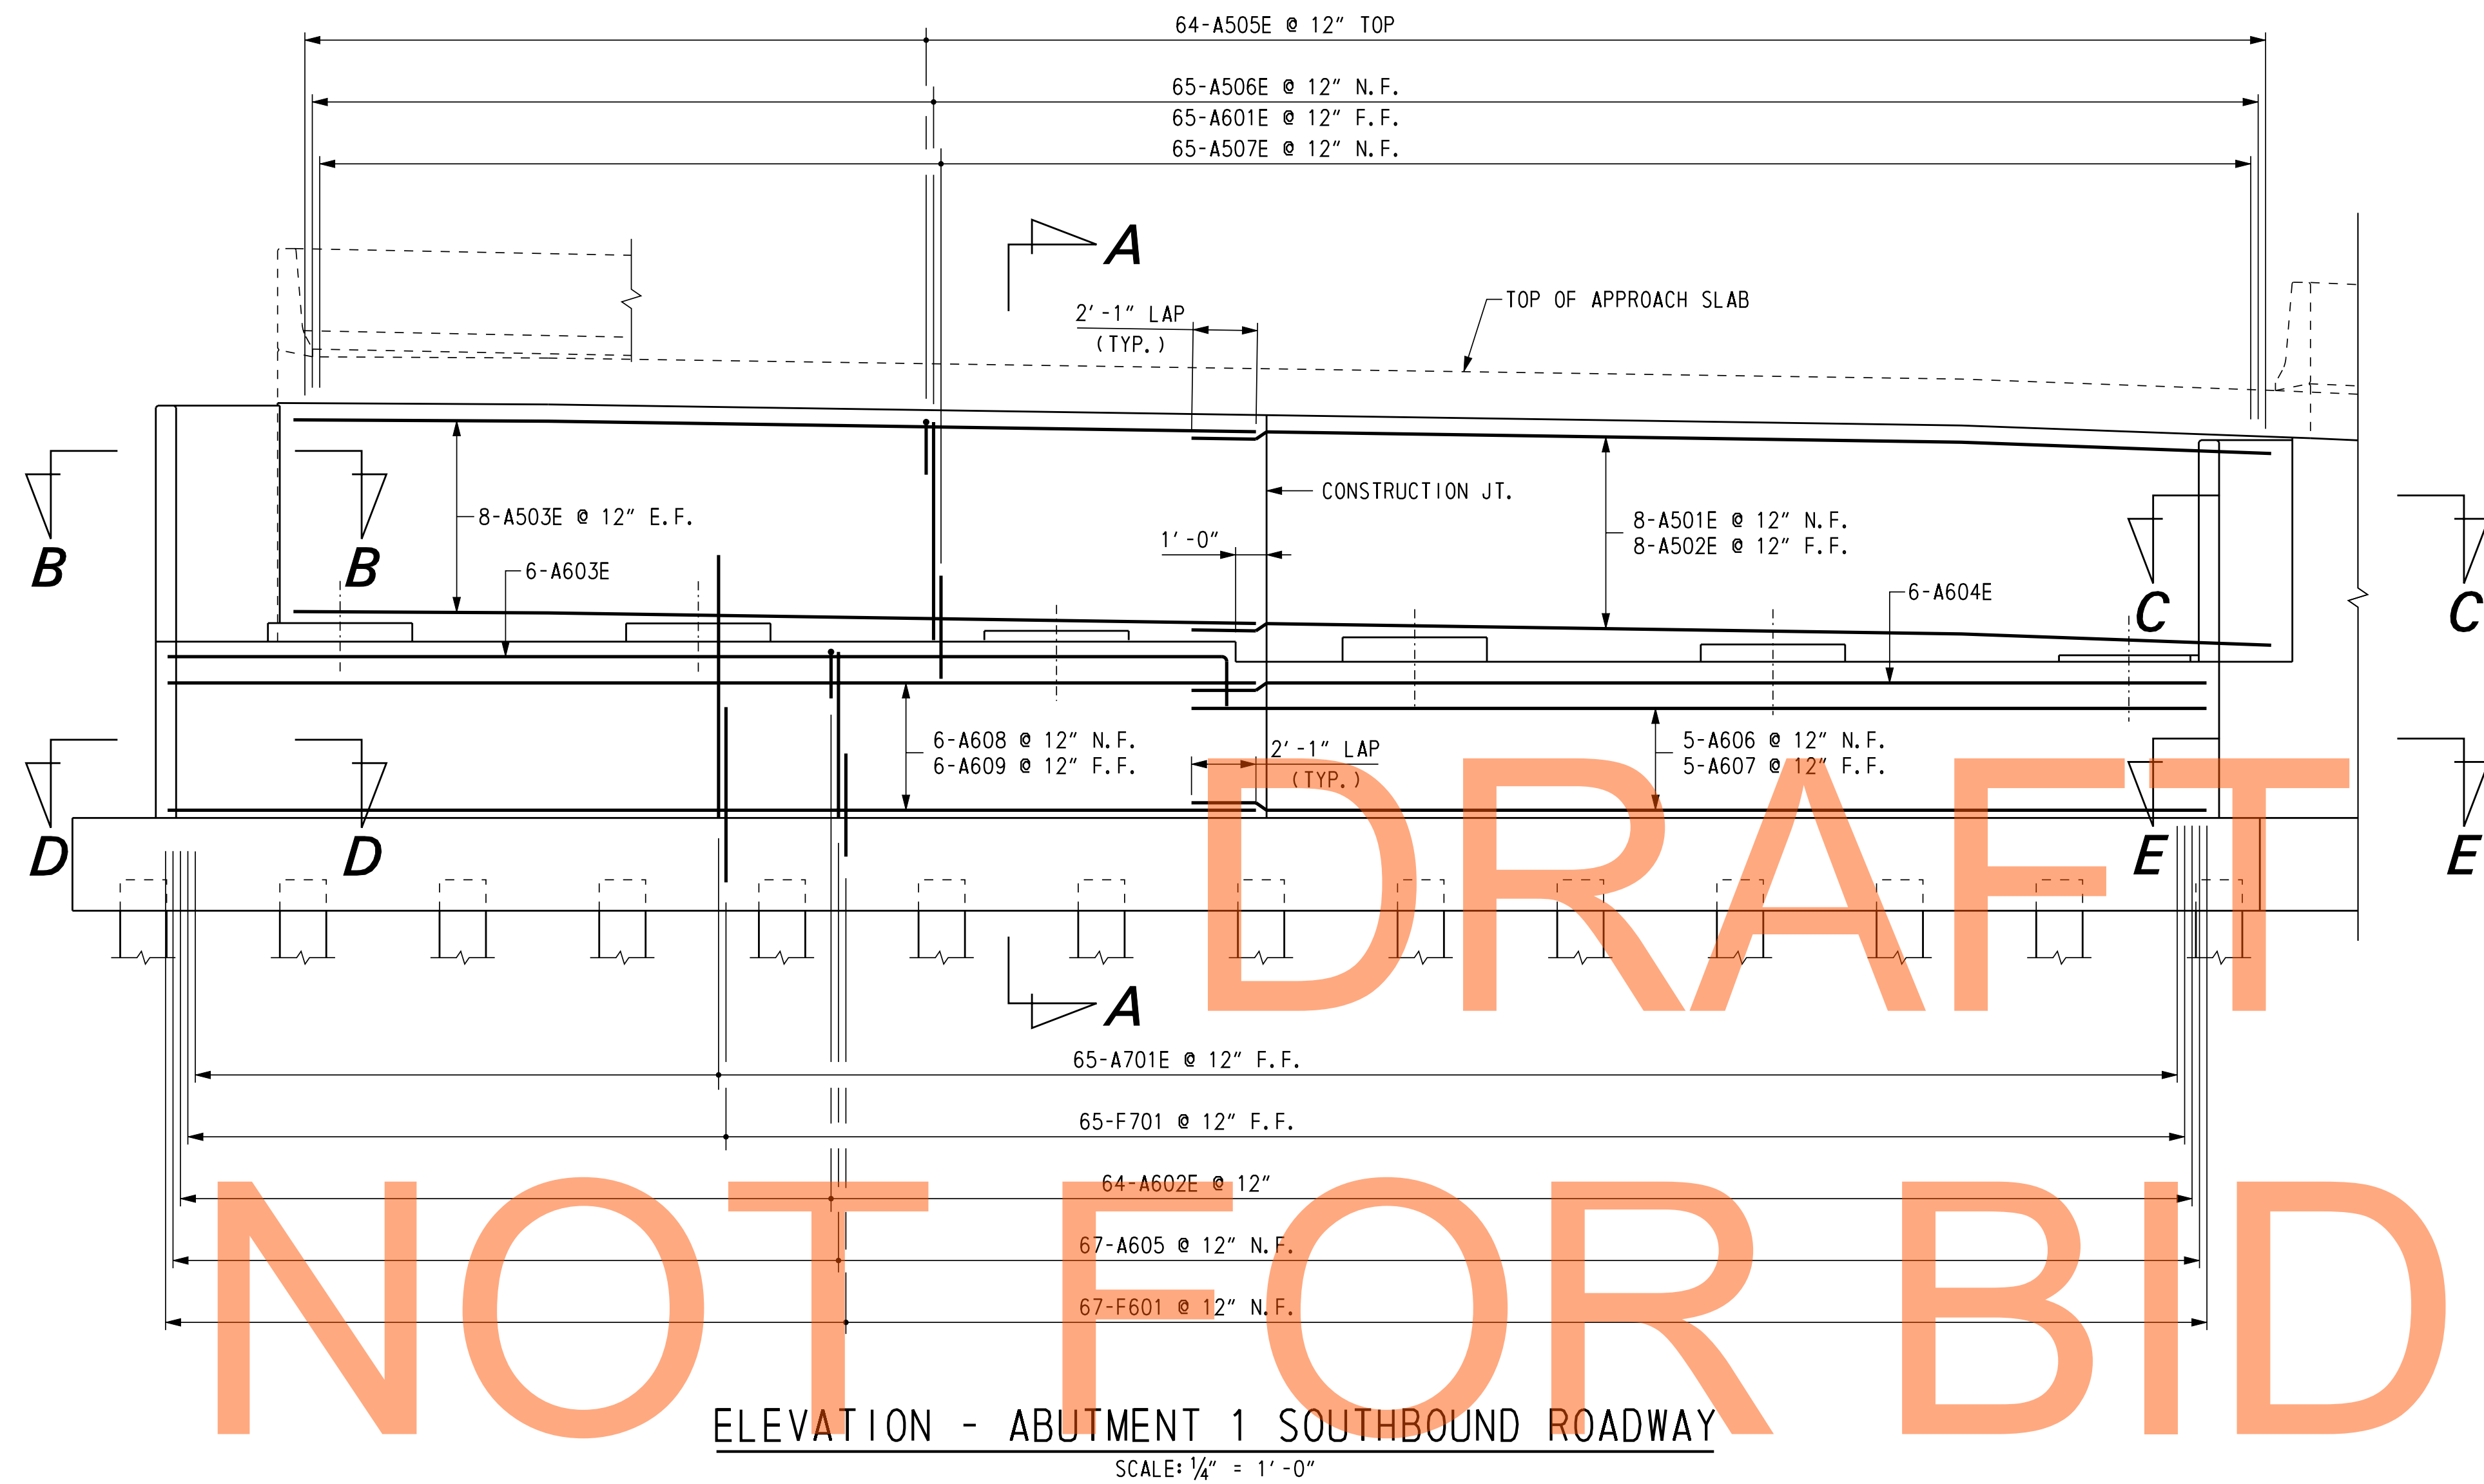 64-A505E @ 12" TOP
65-A506E @ 12" N.F.
65-A601E @ 12" F.F.
65-A507E @ 12" N.F.
A
2'-1" LAP
(TYP.)
TOP OF APPROACH SLAB
8-A503E @ 12" E.F.
CONSTRUCTION JT.
8-A501E @ 12" N.F.
8-A502E @ 12" F.F.
1'-0"
B
B
6-A603E
6-A604E
C
C
6-A608 @ 12" N.F.
6-A609 @ 12" F.F.
2'-1" LAP
(TYP.)
5-A606 @ 12" N.F.
5-A607 @ 12" F.F.
D
D
E
E
DRAFT
A
65-A701E @ 12" F.F.
65-F701 @ 12" F.F.
64-A602E @ 12"
67-A605 @ 12" N.F.
67-F601 @ 12" N.F.
NOT FOR BID
ELEVATION - ABUTMENT 1 SOUTHBOUND ROADWAY
SCALE: 1/4" = 1'-0"